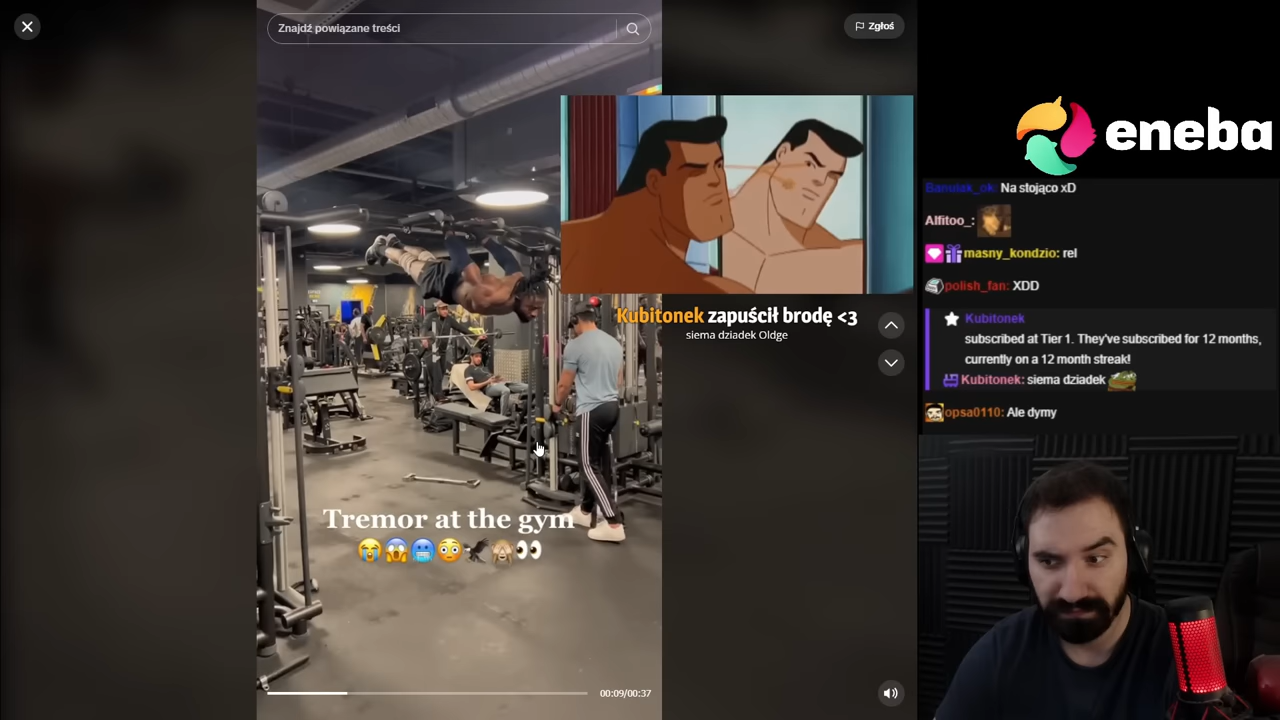 Znajdź powiązane treści
Zgłoś
Kubitonek zapuścił brodę <3
siema dziadek Oldge
Tremor at the gym
00:09/00:37
eneba
Banulak_ok: Na stojąco xD
Alfitoo_:
masny_kondzio: rel
polish_fan: XDD
Kubitonek
subscribed at Tier 1. They've subscribed for 12 months,
currently on a 12 month streak!
Kubitonek: siema dziadek
opsa0110: Ale dymy